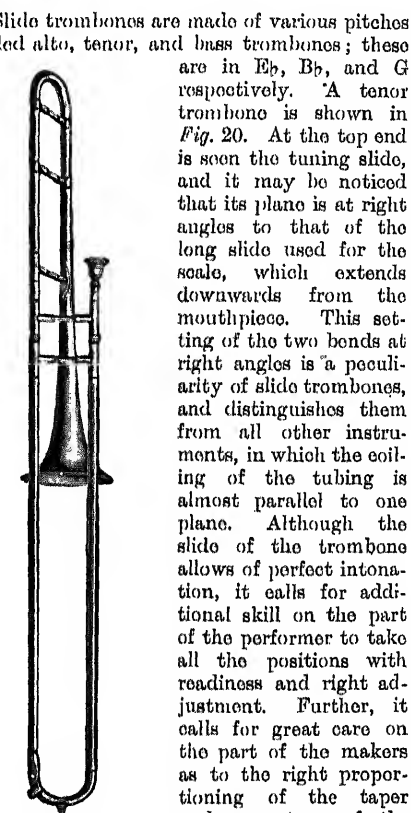 Slide trombones are made of various pitches
led alto, tenor, and bass trombones; these
are in E♭, B♭, and G
respectively. A tenor
trombone is shown in
Fig. 20. At the top end
is seen the tuning slide,
and it may be noticed
that its plane is at right
angles to that of the
long slide used for the
scale, which extends
downwards from the
mouthpiece. This set-
ting of the two bends at
right angles is a peculi-
arity of slide trombones,
and distinguishes them
from all other instru-
ments, in which the coil-
ing of the tubing is
almost parallel to one
plane. Although the
slide of the trombone
allows of perfect intona-
tion, it calls for addi-
tional skill on the part
of the performer to take
all the positions with
readiness and right ad-
justment. Further, it
calls for great care on
the part of the makers
as to the right propor-
tioning of the taper